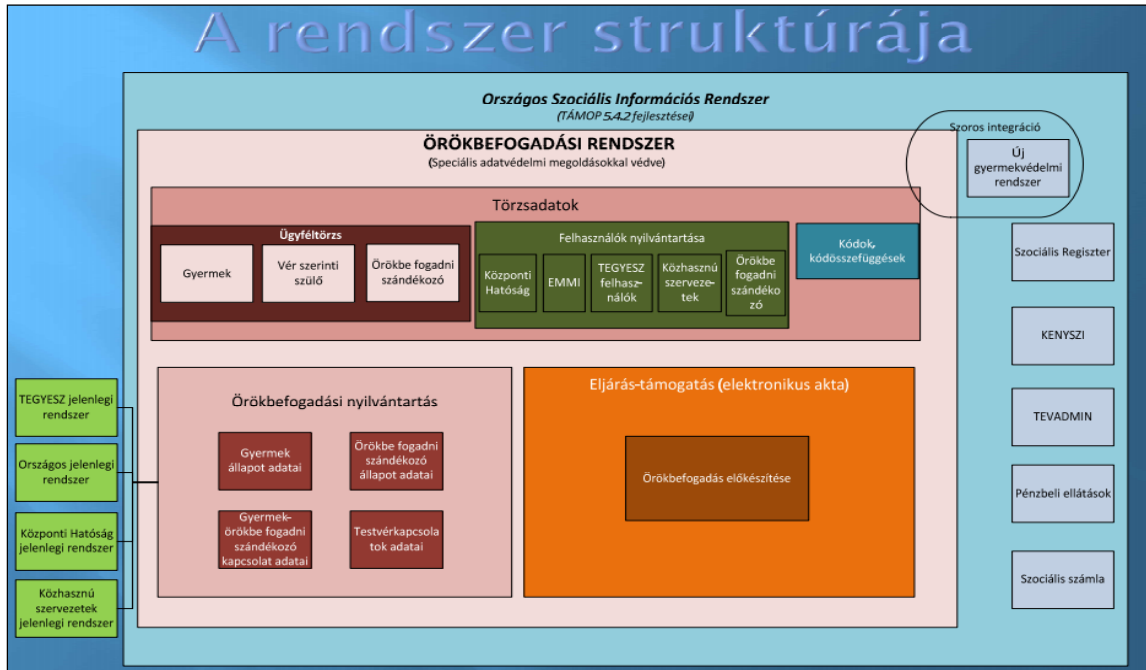 A rendszer struktúrája
Országos Szociális Információs Rendszer
(TÁMOP 5.4.2 fejlesztései)
ÖRÖKBEFOGADÁSI RENDSZER
(Speciális adatvédelmi megoldásokkal védve)
Szoros integráció
Új
gyermekvédelmi
rendszer
Törzsadatok
Ügyféltörzs
Gyermek
Vér szerinti
szülő
Örökbe fogadni
szándékozó
Felhasználók nyilvántartása
Központi
Hatóság
EMMI
TEGYESZ
felhasz-
nálók
Közhasznú
szerveze-
tek
Örökbe
fogadni
szándéko
zó
Kódok,
kódösszefüggések
Szociális Regiszter
KENYSZI
TEVADMIN
Pénzbeli ellátások
Szociális számla
TEGYESZ jelenlegi
rendszer
Országos jelenlegi
rendszer
Központi Hatóság
jelenlegi rendszer
Közhasznú
szervezetek
jelenlegi rendszer
Örökbefogadási nyilvántartás
Gyermek
állapot adatai
Örökbe fogadni
szándékozó
állapot adatai
Gyermek-
örökbe fogadni
szándékozó
kapcsolat adatai
Testvérkapcsola
tok adatai
Eljárás-támogatás (elektronikus akta)
Örökbefogadás előkészítése